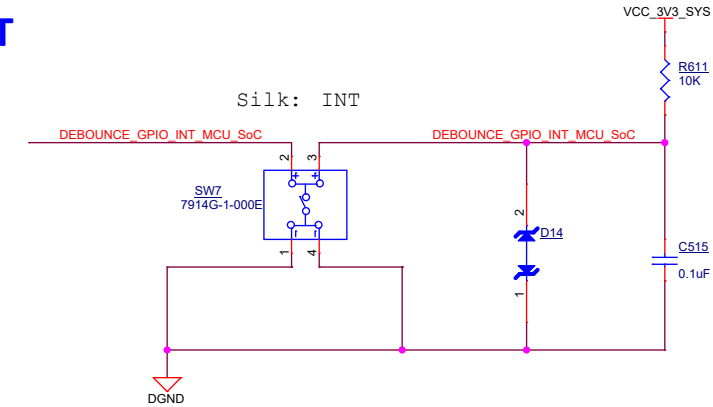 T
VCC_3V3_SYS
R611
10K
Silk: INT
DEBOUNCE_GPIO_INT_MCU_SoC
DEBOUNCE_GPIO_INT_MCU_SoC
2
3
SW7
7914G-1-000E
1
4
2
D14
1
C515
0.1uF
DGND